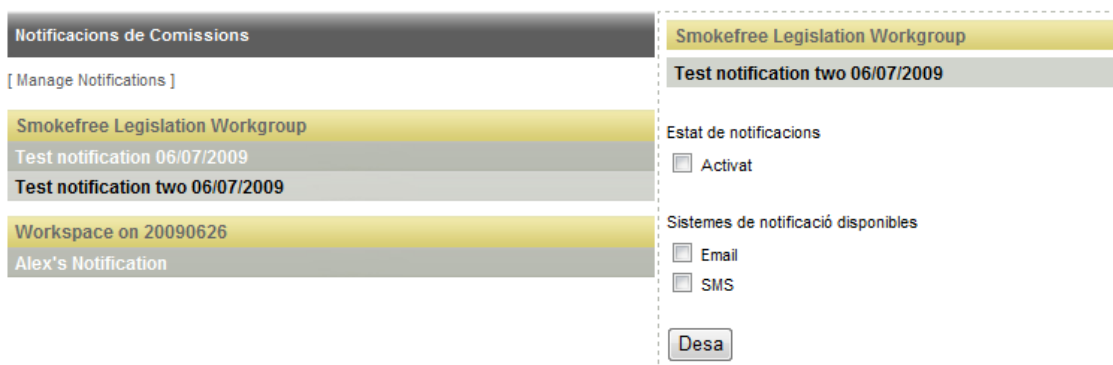 Notificacions de Comissions
[ Manage Notifications ]
Smokefree Legislation Workgroup
Test notification 06/07/2009
Test notification two 06/07/2009
Workspace on 20090626
Alex's Notification
Smokefree Legislation Workgroup
Test notification two 06/07/2009
Estat de notificacions
Activat
Sistemes de notificació disponibles
Email
SMS
Desa